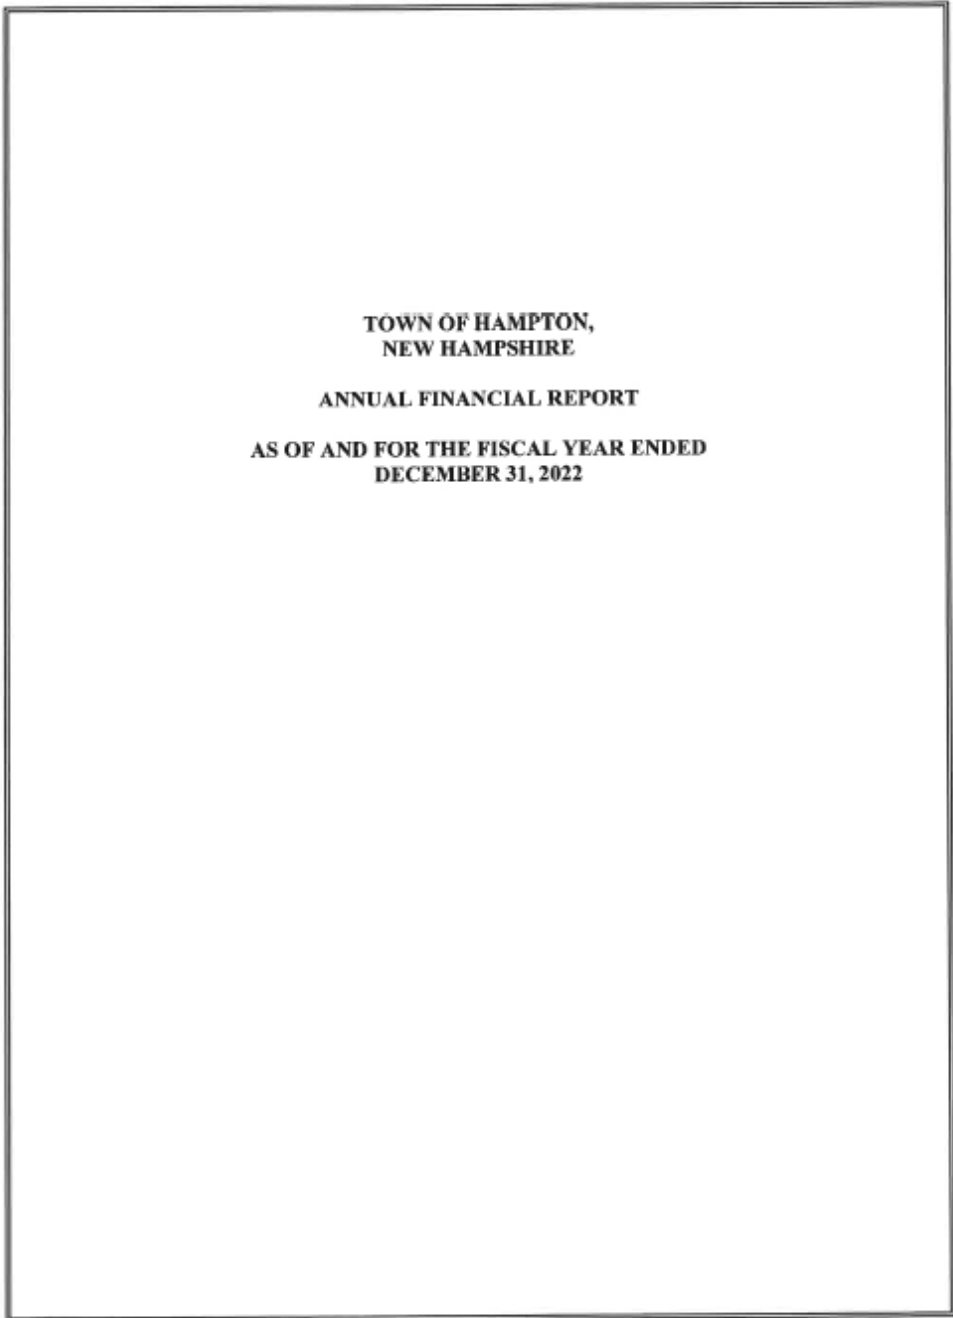 TOWN OF HAMPTON,
NEW HAMPSHIRE
ANNUAL FINANCIAL REPORT
AS OF AND FOR THE FISCAL YEAR ENDED
DECEMBER 31, 2022